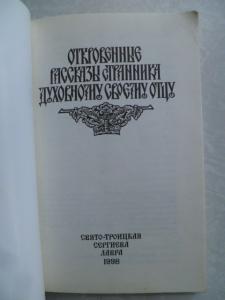 ОТКРОВЕННЫЕ
РАССКАЗЫ СТРАННИКА
ДУХОВНОМУ СВОЕМУ ОТЦУ
СВЯТО-ТРОИЦКАЯ
СЕРГИЕВА
ЛАВРА
1998